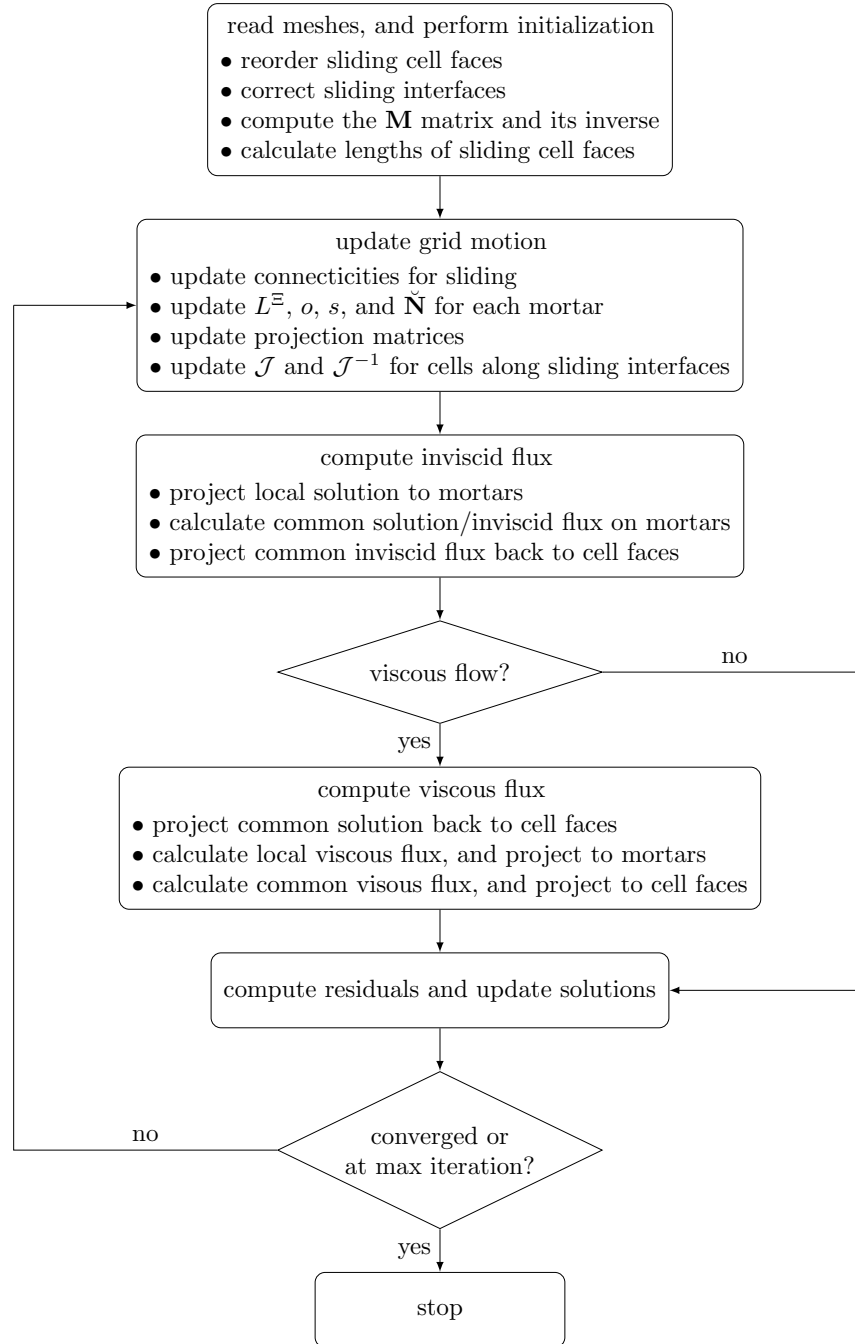 read meshes, and perform initialization
• reorder sliding cell faces
• correct sliding interfaces
• compute the M matrix and its inverse
• calculate lengths of sliding cell faces
update grid motion
• update connecticities for sliding
• update L^Ξ, o, s, and N̆ for each mortar
• update projection matrices
• update 𝒥 and 𝒥⁻¹ for cells along sliding interfaces
compute inviscid flux
• project local solution to mortars
• calculate common solution/inviscid flux on mortars
• project common inviscid flux back to cell faces
viscous flow?
no
yes
compute viscous flux
• project common solution back to cell faces
• calculate local viscous flux, and project to mortars
• calculate common visous flux, and project to cell faces
compute residuals and update solutions
no
converged or
at max iteration?
yes
stop